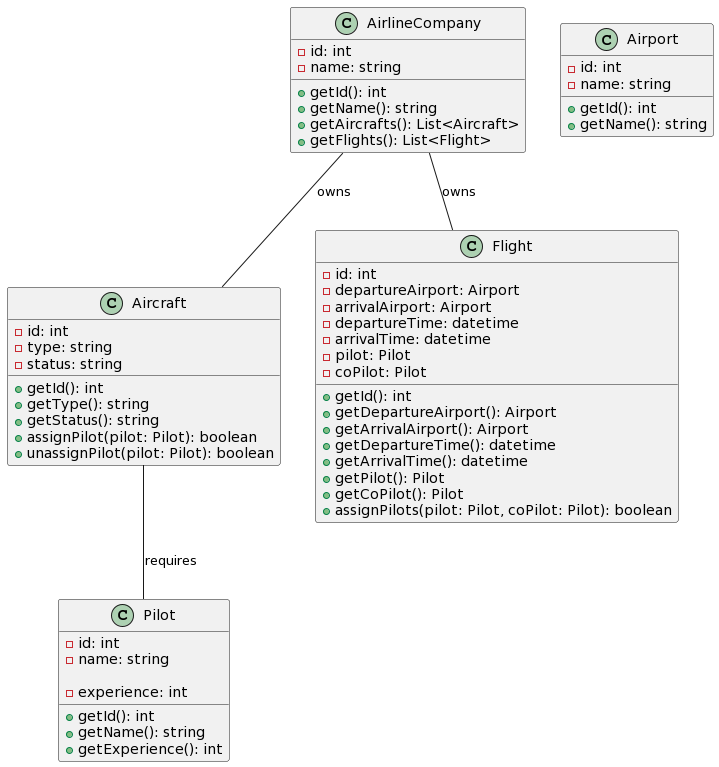 C AirlineCompany
id: int
name: string
getId(): int
getName(): string
getAircrafts(): List<Aircraft>
getFlights(): List<Flight>
C Airport
id: int
name: string
getId(): int
getName(): string
owns
owns
C Aircraft
id: int
type: string
status: string
getId(): int
getType(): string
getStatus(): string
assignPilot(pilot: Pilot): boolean
unassignPilot(pilot: Pilot): boolean
C Flight
id: int
departureAirport: Airport
arrivalAirport: Airport
departureTime: datetime
arrivalTime: datetime
pilot: Pilot
coPilot: Pilot
getId(): int
getDepartureAirport(): Airport
getArrivalAirport(): Airport
getDepartureTime(): datetime
getArrivalTime(): datetime
getPilot(): Pilot
getCoPilot(): Pilot
assignPilots(pilot: Pilot, coPilot: Pilot): boolean
requires
C Pilot
id: int
name: string
experience: int
getId(): int
getName(): string
getExperience(): int